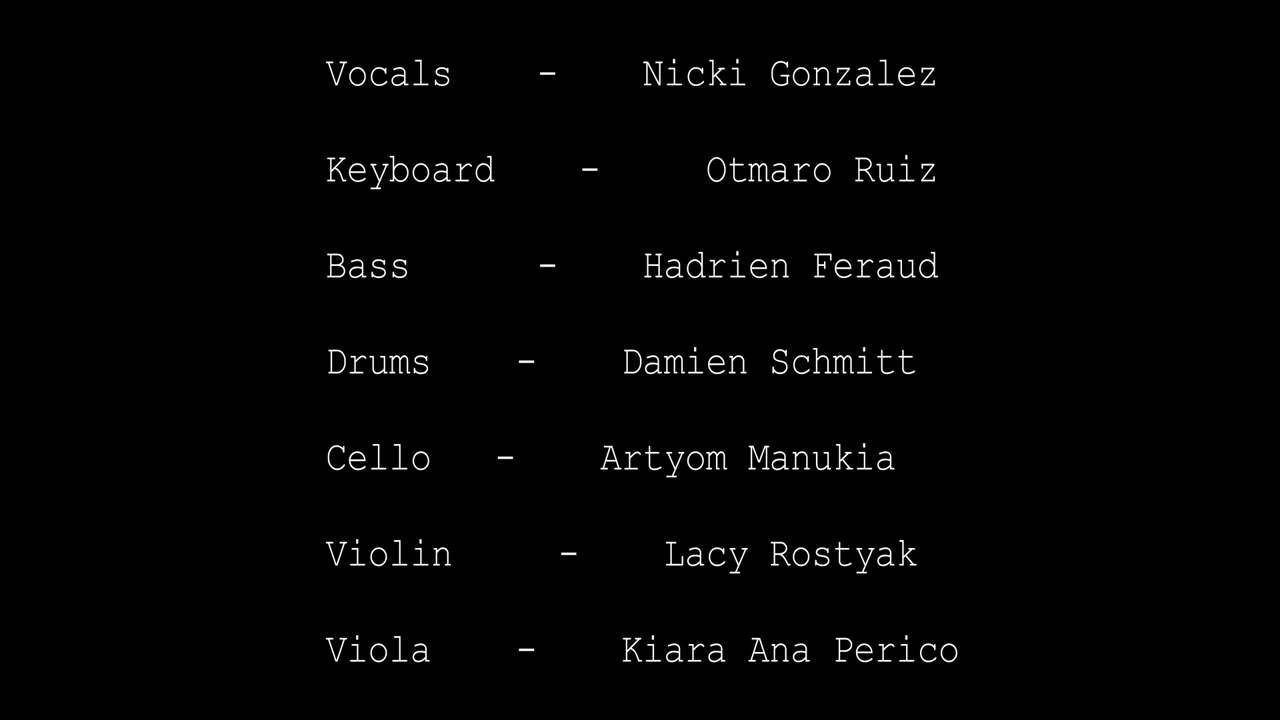 Vocals - Nicki Gonzalez
Keyboard - Otmaro Ruiz
Bass - Hadrien Feraud
Drums - Damien Schmitt
Cello - Artyom Manukia
Violin - Lacy Rostyak
Viola - Kiara Ana Perico